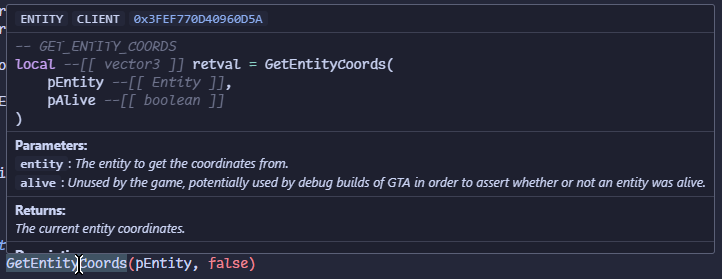 ENTITY CLIENT 0x3FEF770D40960D5A
-- GET_ENTITY_COORDS
local --[[ vector3 ]] retval = GetEntityCoords(
pEntity --[[ Entity ]],
pAlive --[[ boolean ]]
)
Parameters:
entity : The entity to get the coordinates from.
alive : Unused by the game, potentially used by debug builds of GTA in order to assert whether or not an entity was alive.
Returns:
The current entity coordinates.
GetEntityCoords(pEntity, false)